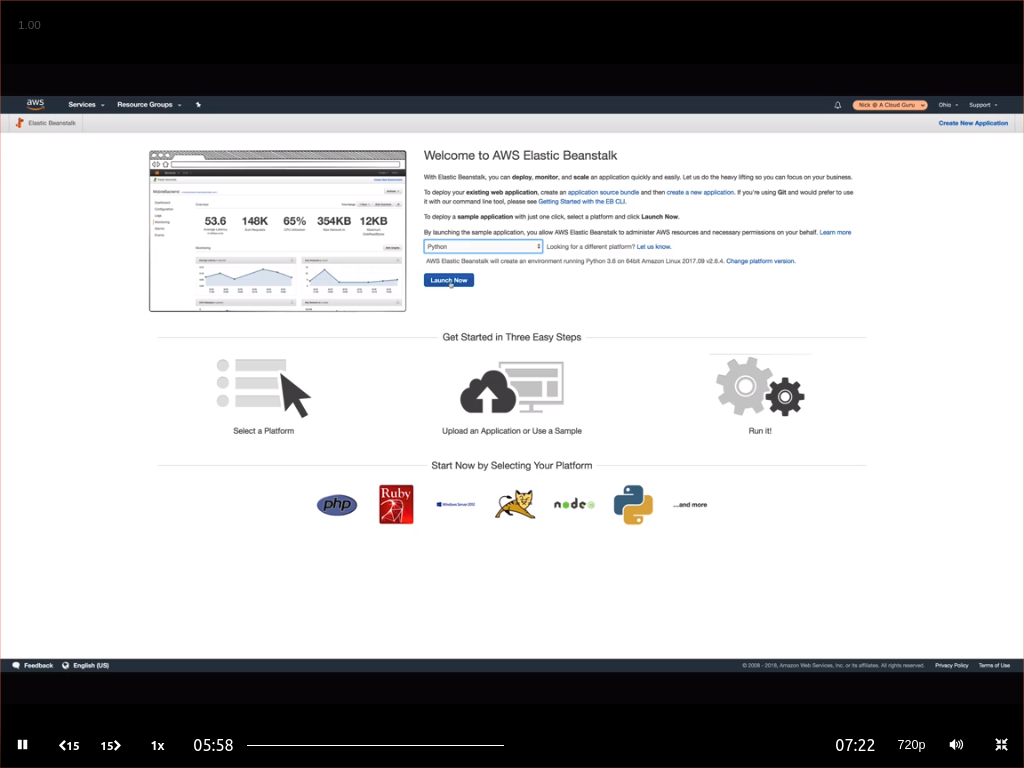 1.00
aws Services Resource Groups Nick @ A Cloud Guru Ohio Support
Elastic Beanstalk Create New Application
Welcome to AWS Elastic Beanstalk
With Elastic Beanstalk, you can deploy, monitor, and scale an application quickly and easily. Let us do the heavy lifting so you can focus on your business.
To deploy your existing web application, create an application source bundle and then create a new application. If you're using Git and would prefer to use
it with our command line tool, please see Getting Started with the EB CLI.
To deploy a sample application with just one click, select a platform and click Launch Now.
By launching the sample application, you allow AWS Elastic Beanstalk to administer AWS resources and necessary permissions on your behalf. Learn more
Python Looking for a different platform? Let us know.
AWS Elastic Beanstalk will create an environment running Python 3.6 on 64bit Amazon Linux 2017.09 v2.6.4. Change platform version.
Launch Now
Overview
53.6 148K 65% 354KB 12KB
Monitoring
Get Started in Three Easy Steps
Select a Platform Upload an Application or Use a Sample Run it!
Start Now by Selecting Your Platform
php Ruby Windows Server 2012 node JS ...and more
Feedback English (US) © 2008 - 2018, Amazon Web Services, Inc. or its affiliates. All rights reserved. Privacy Policy Terms of Use
15 15 1x 05:58 07:22 720p